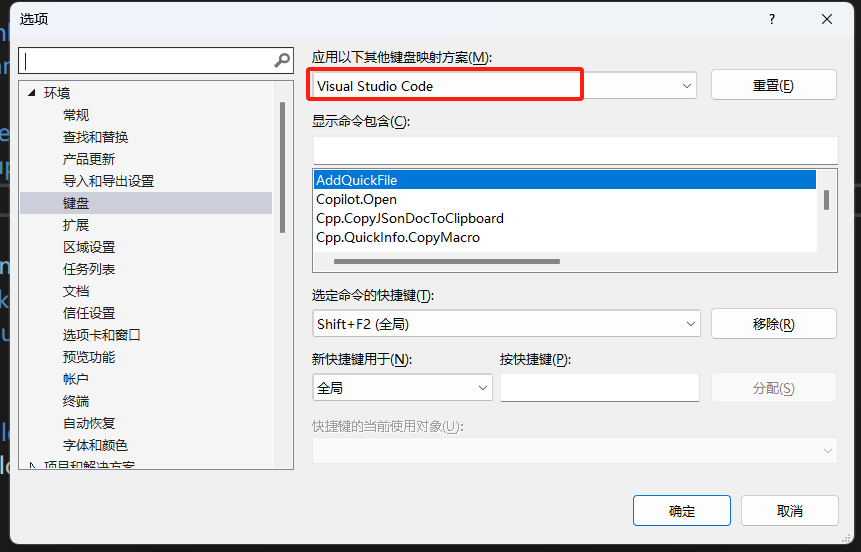 选项
?
应用以下其他键盘映射方案(M):
Visual Studio Code
重置(E)
显示命令包含(C):
环境
常规
查找和替换
产品更新
导入和导出设置
键盘
扩展
区域设置
任务列表
文档
信任设置
选项卡和窗口
预览功能
帐户
终端
自动恢复
字体和颜色
项目和解决方案
AddQuickFile
Copilot.Open
Cpp.CopyJSonDocToClipboard
Cpp.QuickInfo.CopyMacro
选定命令的快捷键(T):
Shift+F2 (全局)
移除(R)
新快捷键用于(N):
按快捷键(P):
全局
分配(S)
快捷键的当前使用对象(U):
确定
取消